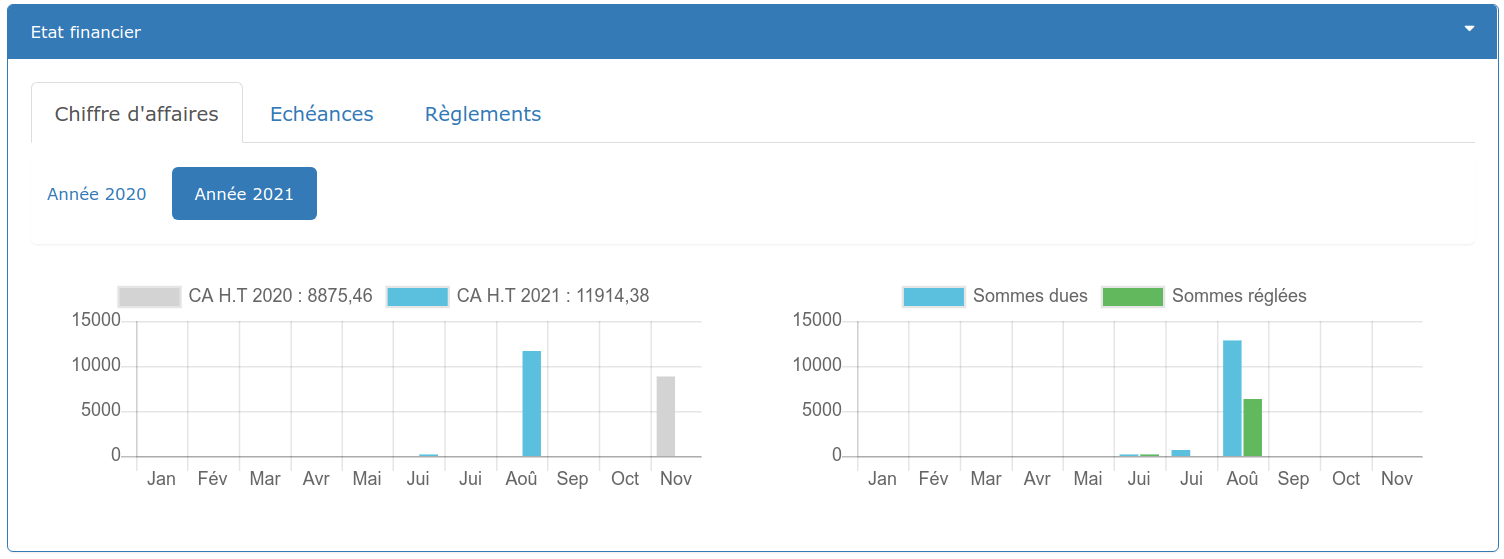 Etat financier
Chiffre d'affaires Echéances Règlements
Année 2020 Année 2021
CA H.T 2020 : 8875,46 CA H.T 2021 : 11914,38
15000
10000
5000
0
Jan Fév Mar Avr Mai Jui Jui Aoû Sep Oct Nov
Sommes dues Sommes réglées
15000
10000
5000
0
Jan Fév Mar Avr Mai Jui Jui Aoû Sep Oct Nov